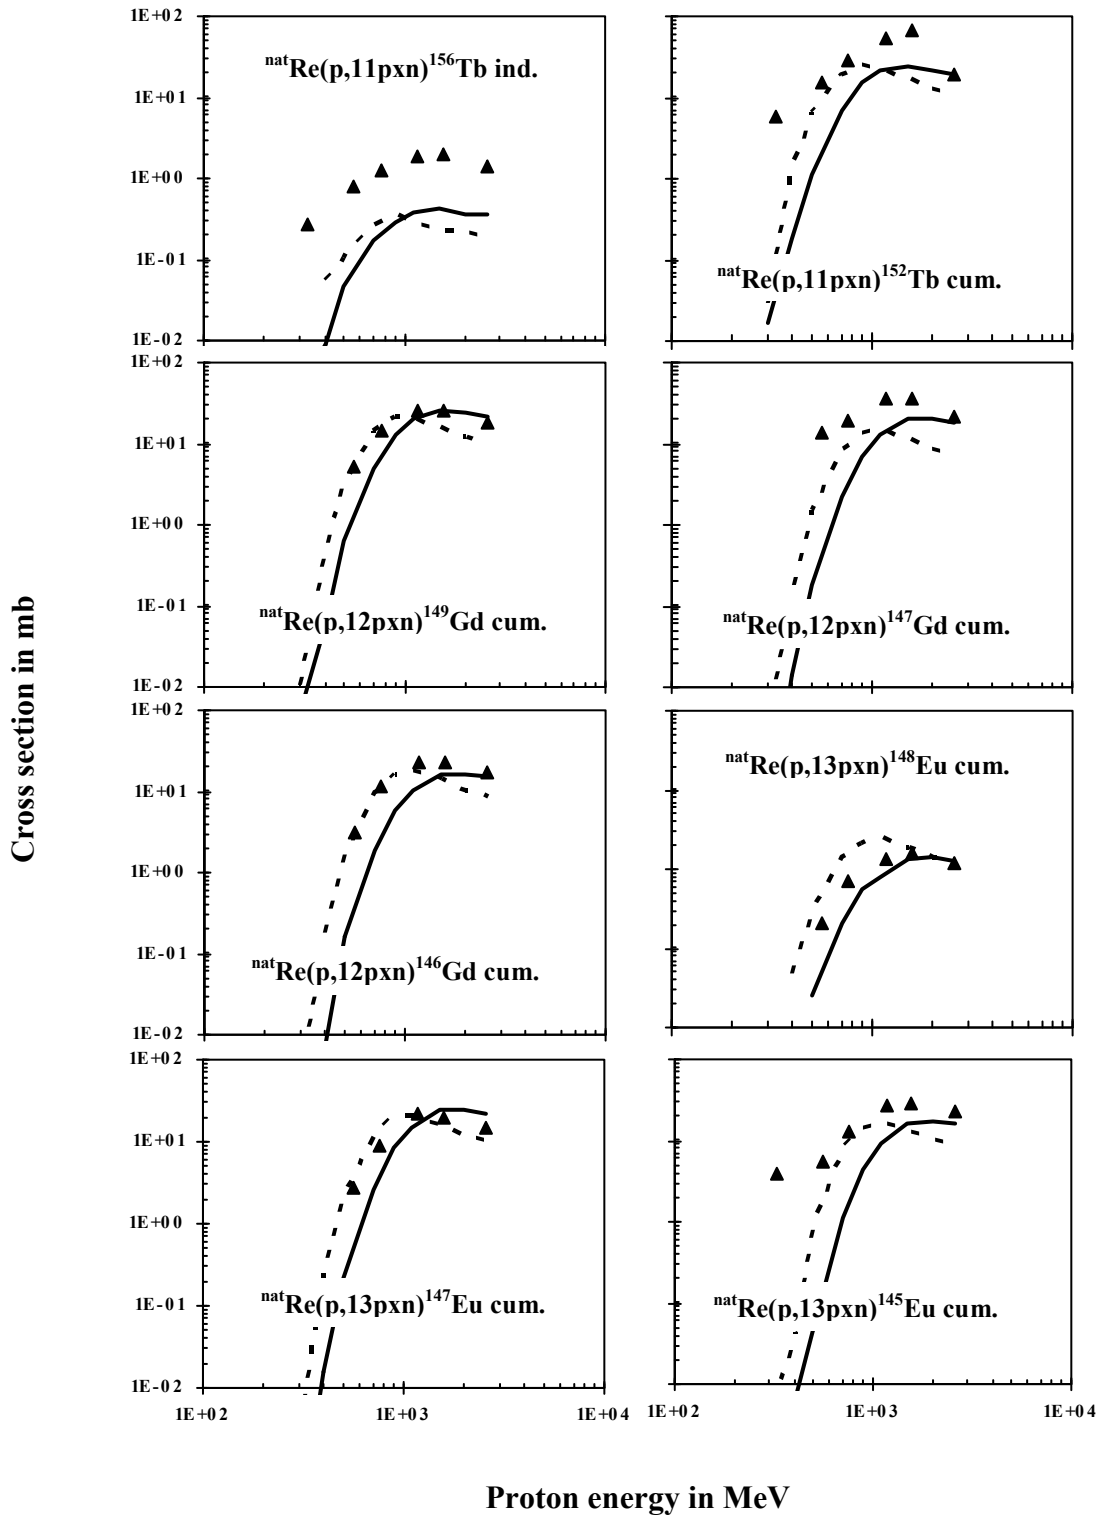 1E+02
1E+01
1E+00
1E-01
1E-02
natRe(p,11pxn)156Tb ind.
natRe(p,11pxn)152Tb cum.
1E+02
1E+01
1E+00
1E-01
1E-02
natRe(p,12pxn)149Gd cum.
natRe(p,12pxn)147Gd cum.
1E+02
1E+01
1E+00
1E-01
1E-02
natRe(p,12pxn)146Gd cum.
natRe(p,13pxn)148Eu cum.
1E+02
1E+01
1E+00
1E-01
1E-02
natRe(p,13pxn)147Eu cum.
natRe(p,13pxn)145Eu cum.
1E+02 1E+03 1E+04
1E+02 1E+03 1E+04
Cross section in mb
Proton energy in MeV